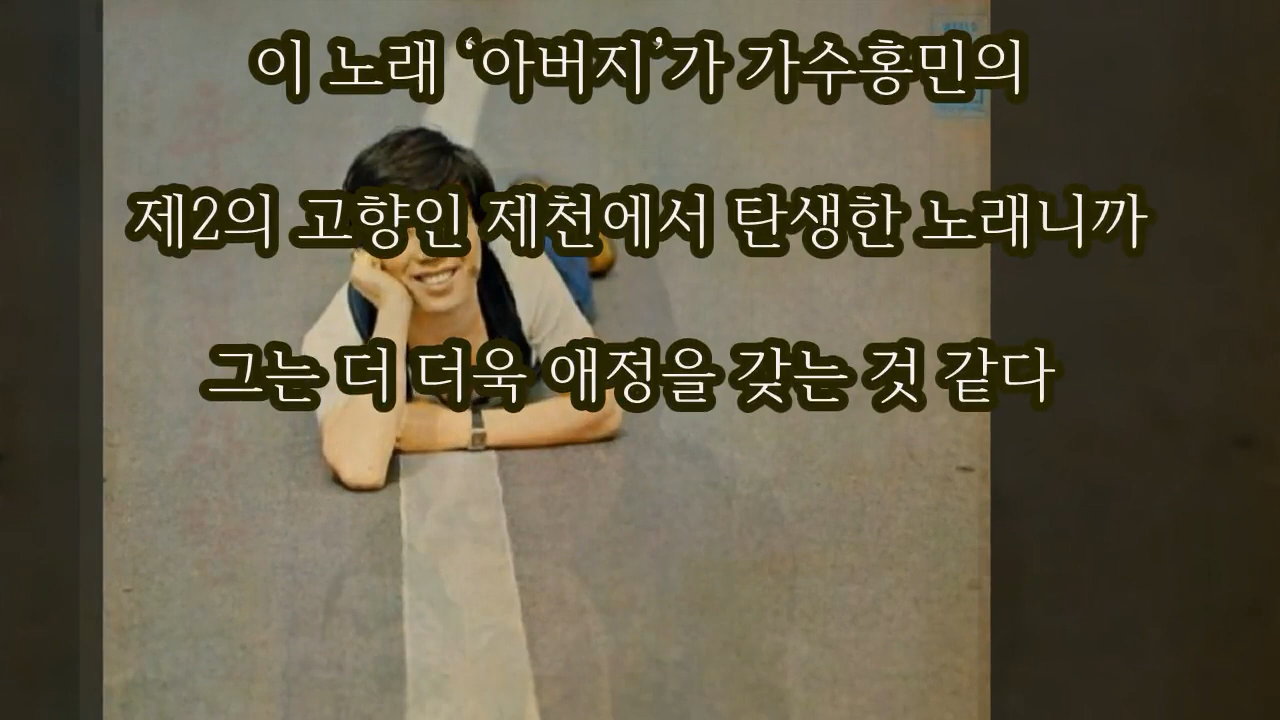 이 노래 ‘아버지’가 가수홍민의
제2의 고향인 제천에서 탄생한 노래니까
그는 더 더욱 애정을 갖는 것 같다